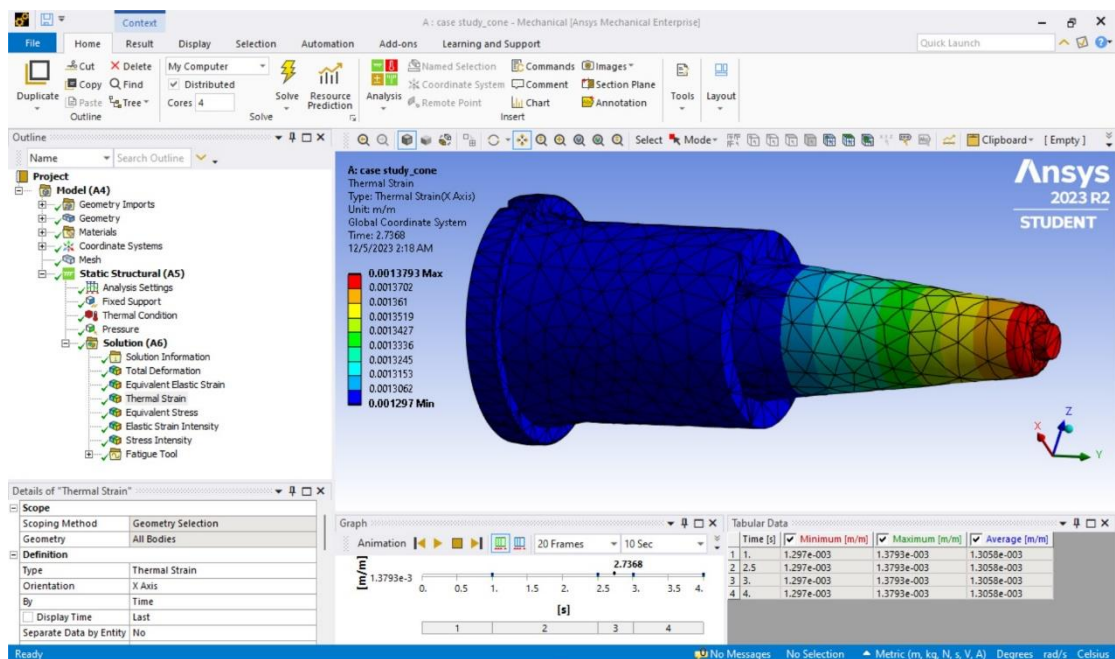 Context
A : case study_cone - Mechanical [Ansys Mechanical Enterprise]
File Home Result Display Selection Automation Add-ons Learning and Support Quick Launch
Duplicate
Cut
Copy
Paste
Delete
Find
Tree
Outline
My Computer
Distributed
Cores 4
Solve
Resource Prediction
Solve
Analysis
Named Selection
Coordinate System
Remote Point
Commands
Comment
Chart
Images
Section Plane
Annotation
Insert
Tools
Layout
Outline
Name Search Outline
Select Mode Clipboard [ Empty ]
Project
Model (A4)
Geometry Imports
Geometry
Materials
Coordinate Systems
Mesh
Static Structural (A5)
Analysis Settings
Fixed Support
Thermal Condition
Pressure
Solution (A6)
Solution Information
Total Deformation
Equivalent Elastic Strain
Thermal Strain
Equivalent Stress
Elastic Strain Intensity
Stress Intensity
Fatigue Tool
A: case study_cone
Thermal Strain
Type: Thermal Strain(X Axis)
Unit: m/m
Global Coordinate System
Time: 2.7368
12/5/2023 2:18 AM
0.0013793 Max
0.0013702
0.001361
0.0013519
0.0013427
0.0013336
0.0013245
0.0013153
0.0013062
0.001297 Min
Ansys
2023 R2
STUDENT
Z
X
Y
Details of "Thermal Strain"
Scope
Scoping Method Geometry Selection
Geometry All Bodies
Definition
Type Thermal Strain
Orientation X Axis
By Time
Display Time Last
Separate Data by Entity No
Graph
Animation 20 Frames 10 Sec
2.7368
[m/m]
1.3793e-3
0. 0.5 1. 1.5 2. 2.5 3. 3.5 4.
[s]
1 2 3 4
Tabular Data
Time [s] Minimum [m/m] Maximum [m/m] Average [m/m]
1 1. 1.297e-003 1.3793e-003 1.3058e-003
2 2.5 1.297e-003 1.3793e-003 1.3058e-003
3 3. 1.297e-003 1.3793e-003 1.3058e-003
4 4. 1.297e-003 1.3793e-003 1.3058e-003
Ready No Messages No Selection Metric (m, kg, N, s, V, A) Degrees rad/s Celsius